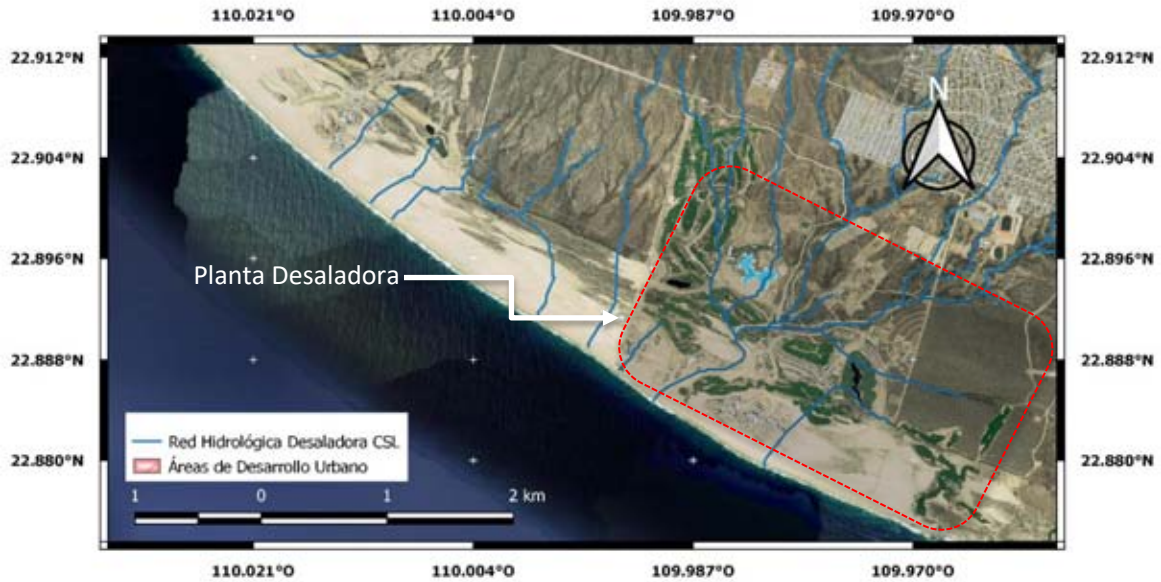 110.021°O 110.004°O 109.987°O 109.970°O
22.912°N 22.912°N
N
22.904°N 22.904°N
22.896°N 22.896°N
Planta Desaladora
22.888°N 22.888°N
Red Hidrológica Desaladora CSL
Áreas de Desarrollo Urbano
22.880°N 22.880°N
1 0 1 2 km
110.021°O 110.004°O 109.987°O 109.970°O